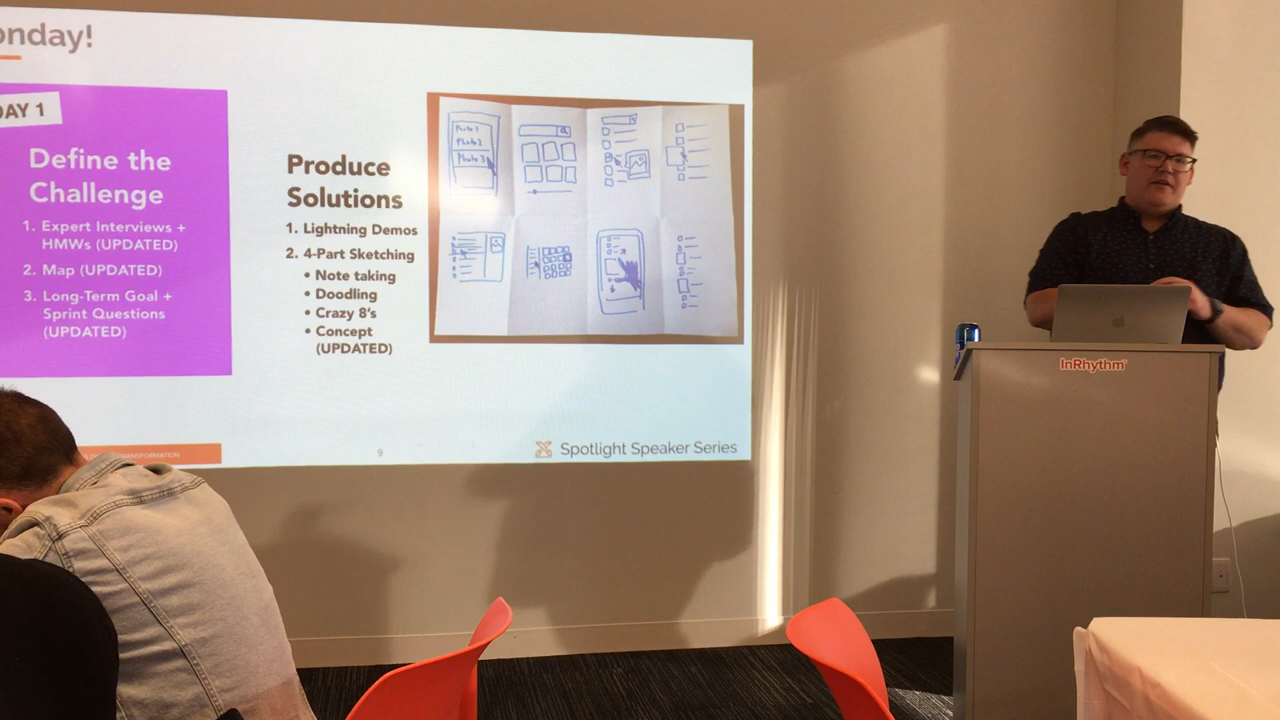 onday!
DAY 1
Define the
Challenge
1. Expert Interviews +
HMWs (UPDATED)
2. Map (UPDATED)
3. Long-Term Goal +
Sprint Questions
(UPDATED)
Produce
Solutions
1. Lightning Demos
2. 4-Part Sketching
• Note taking
• Doodling
• Crazy 8's
• Concept
(UPDATED)
Photo 1
Photo 2
Photo 3
TRANSFORMATION
9
Spotlight Speaker Series
InRhythm